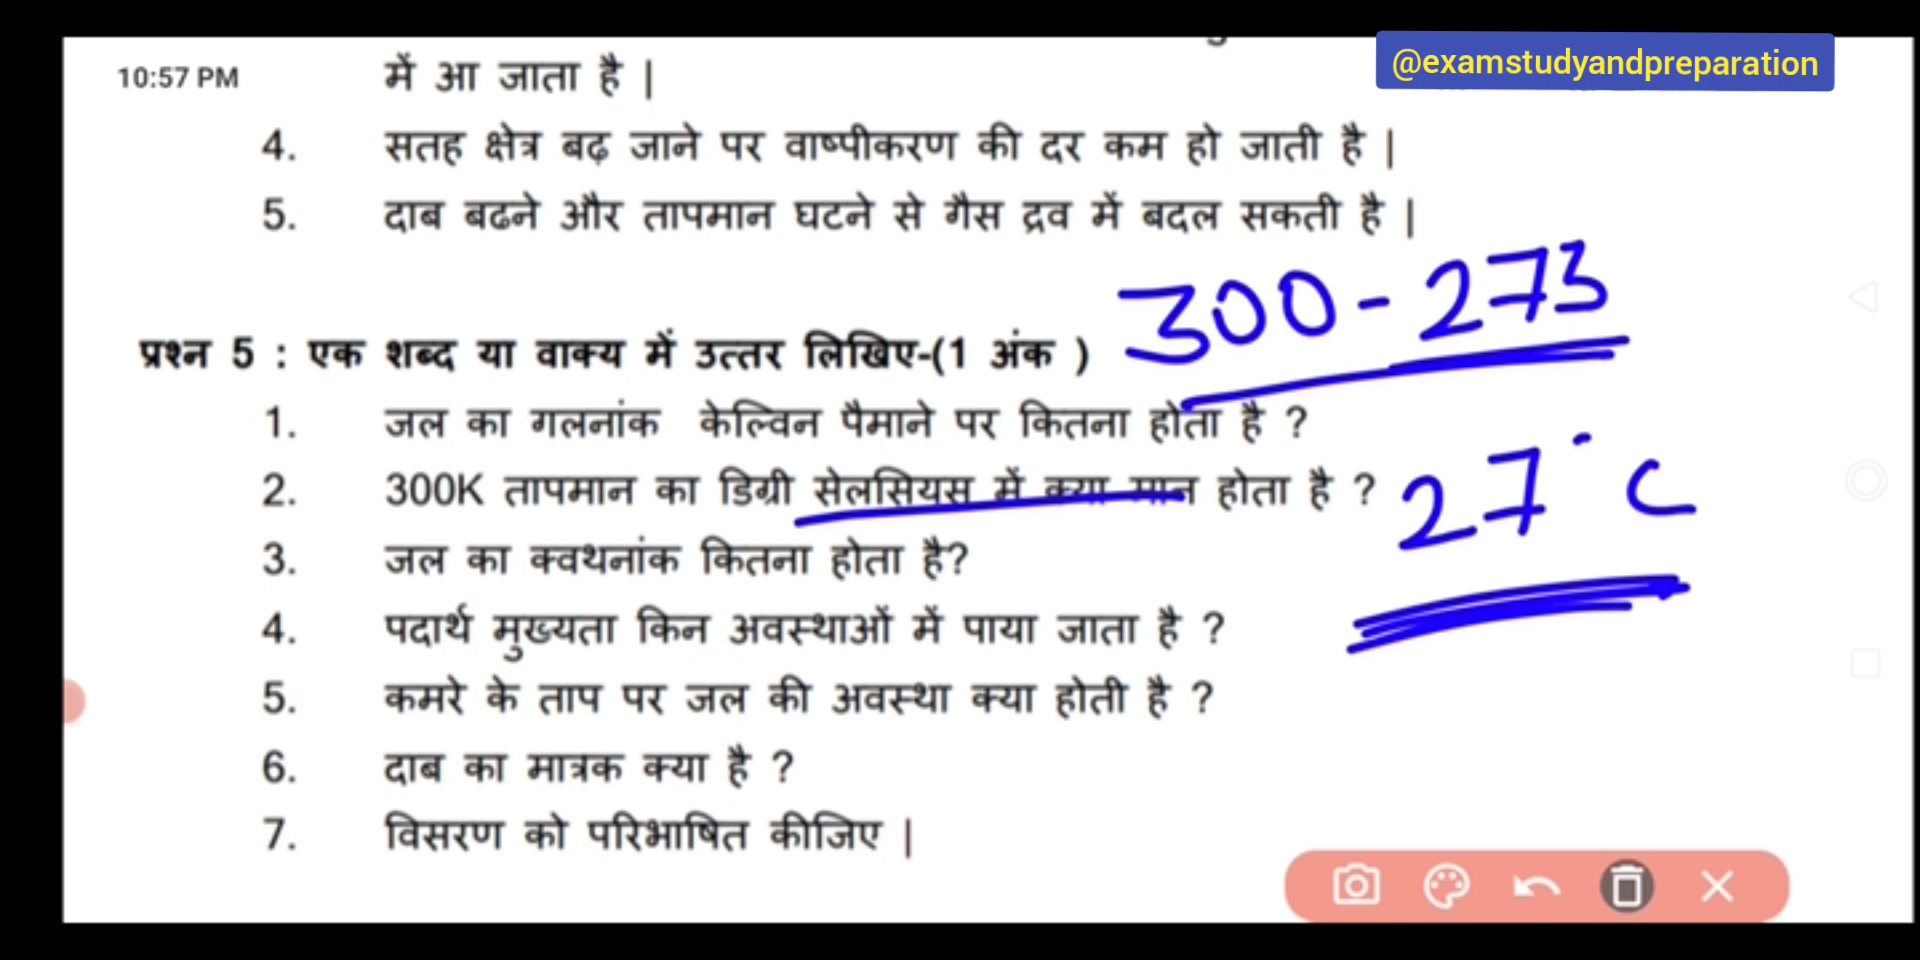 @examstudyandpreparation
10:57 PM
में आ जाता है |
4. सतह क्षेत्र बढ़ जाने पर वाष्पीकरण की दर कम हो जाती है |
5. दाब बढने और तापमान घटने से गैस द्रव में बदल सकती है |
300 - 273
प्रश्न 5 : एक शब्द या वाक्य में उत्तर लिखिए-(1 अंक )
1. जल का गलनांक केल्विन पैमाने पर कितना होता है ?
2. 300K तापमान का डिग्री सेलसियस में क्या मान होता है ?
27°C
3. जल का क्वथनांक कितना होता है?
4. पदार्थ मुख्यता किन अवस्थाओं में पाया जाता है ?
5. कमरे के ताप पर जल की अवस्था क्या होती है ?
6. दाब का मात्रक क्या है ?
7. विसरण को परिभाषित कीजिए |